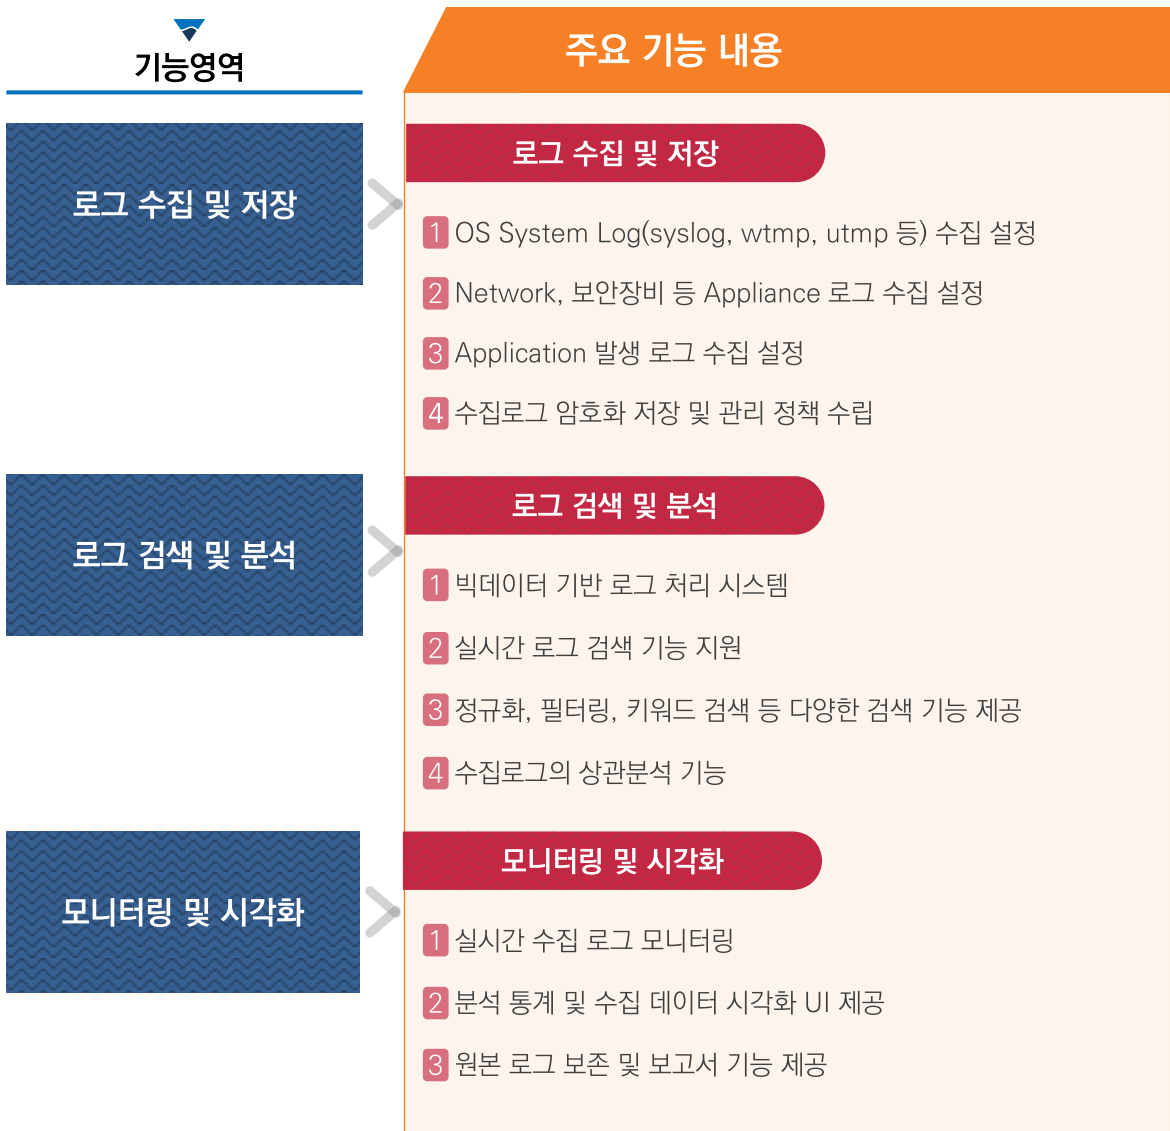 기능영역
주요 기능 내용
로그 수집 및 저장
로그 수집 및 저장
1 OS System Log(syslog, wtmp, utmp 등) 수집 설정
2 Network, 보안장비 등 Appliance 로그 수집 설정
3 Application 발생 로그 수집 설정
4 수집로그 암호화 저장 및 관리 정책 수립
로그 검색 및 분석
로그 검색 및 분석
1 빅데이터 기반 로그 처리 시스템
2 실시간 로그 검색 기능 지원
3 정규화, 필터링, 키워드 검색 등 다양한 검색 기능 제공
4 수집로그의 상관분석 기능
모니터링 및 시각화
모니터링 및 시각화
1 실시간 수집 로그 모니터링
2 분석 통계 및 수집 데이터 시각화 UI 제공
3 원본 로그 보존 및 보고서 기능 제공